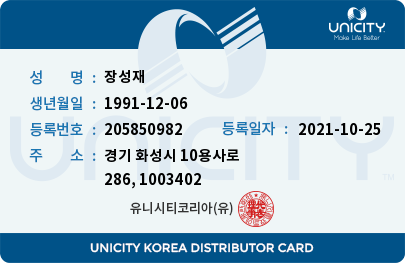 UNICITY
Make Life Better
성 명 : 장성재
생년월일 : 1991-12-06
등록번호 : 205850982 등록일자 : 2021-10-25
주 소 : 경기 화성시 10용사로
286, 1003402
유니시티코리아(유)
UNICITY
TM
UNICITY KOREA DISTRIBUTOR CARD